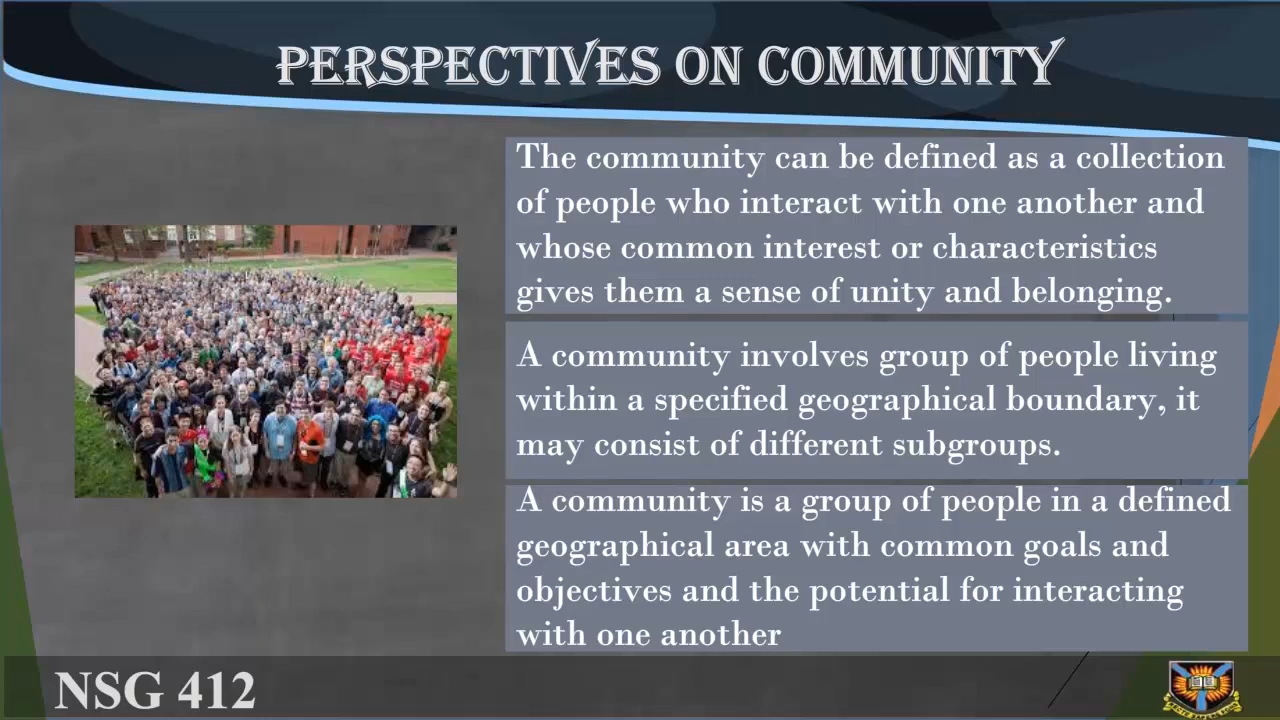 PERSPECTIVES ON COMMUNITY
The community can be defined as a collection
of people who interact with one another and
whose common interest or characteristics
gives them a sense of unity and belonging.
A community involves group of people living
within a specified geographical boundary, it
may consist of different subgroups.
A community is a group of people in a defined
geographical area with common goals and
objectives and the potential for interacting
with one another
NSG 412